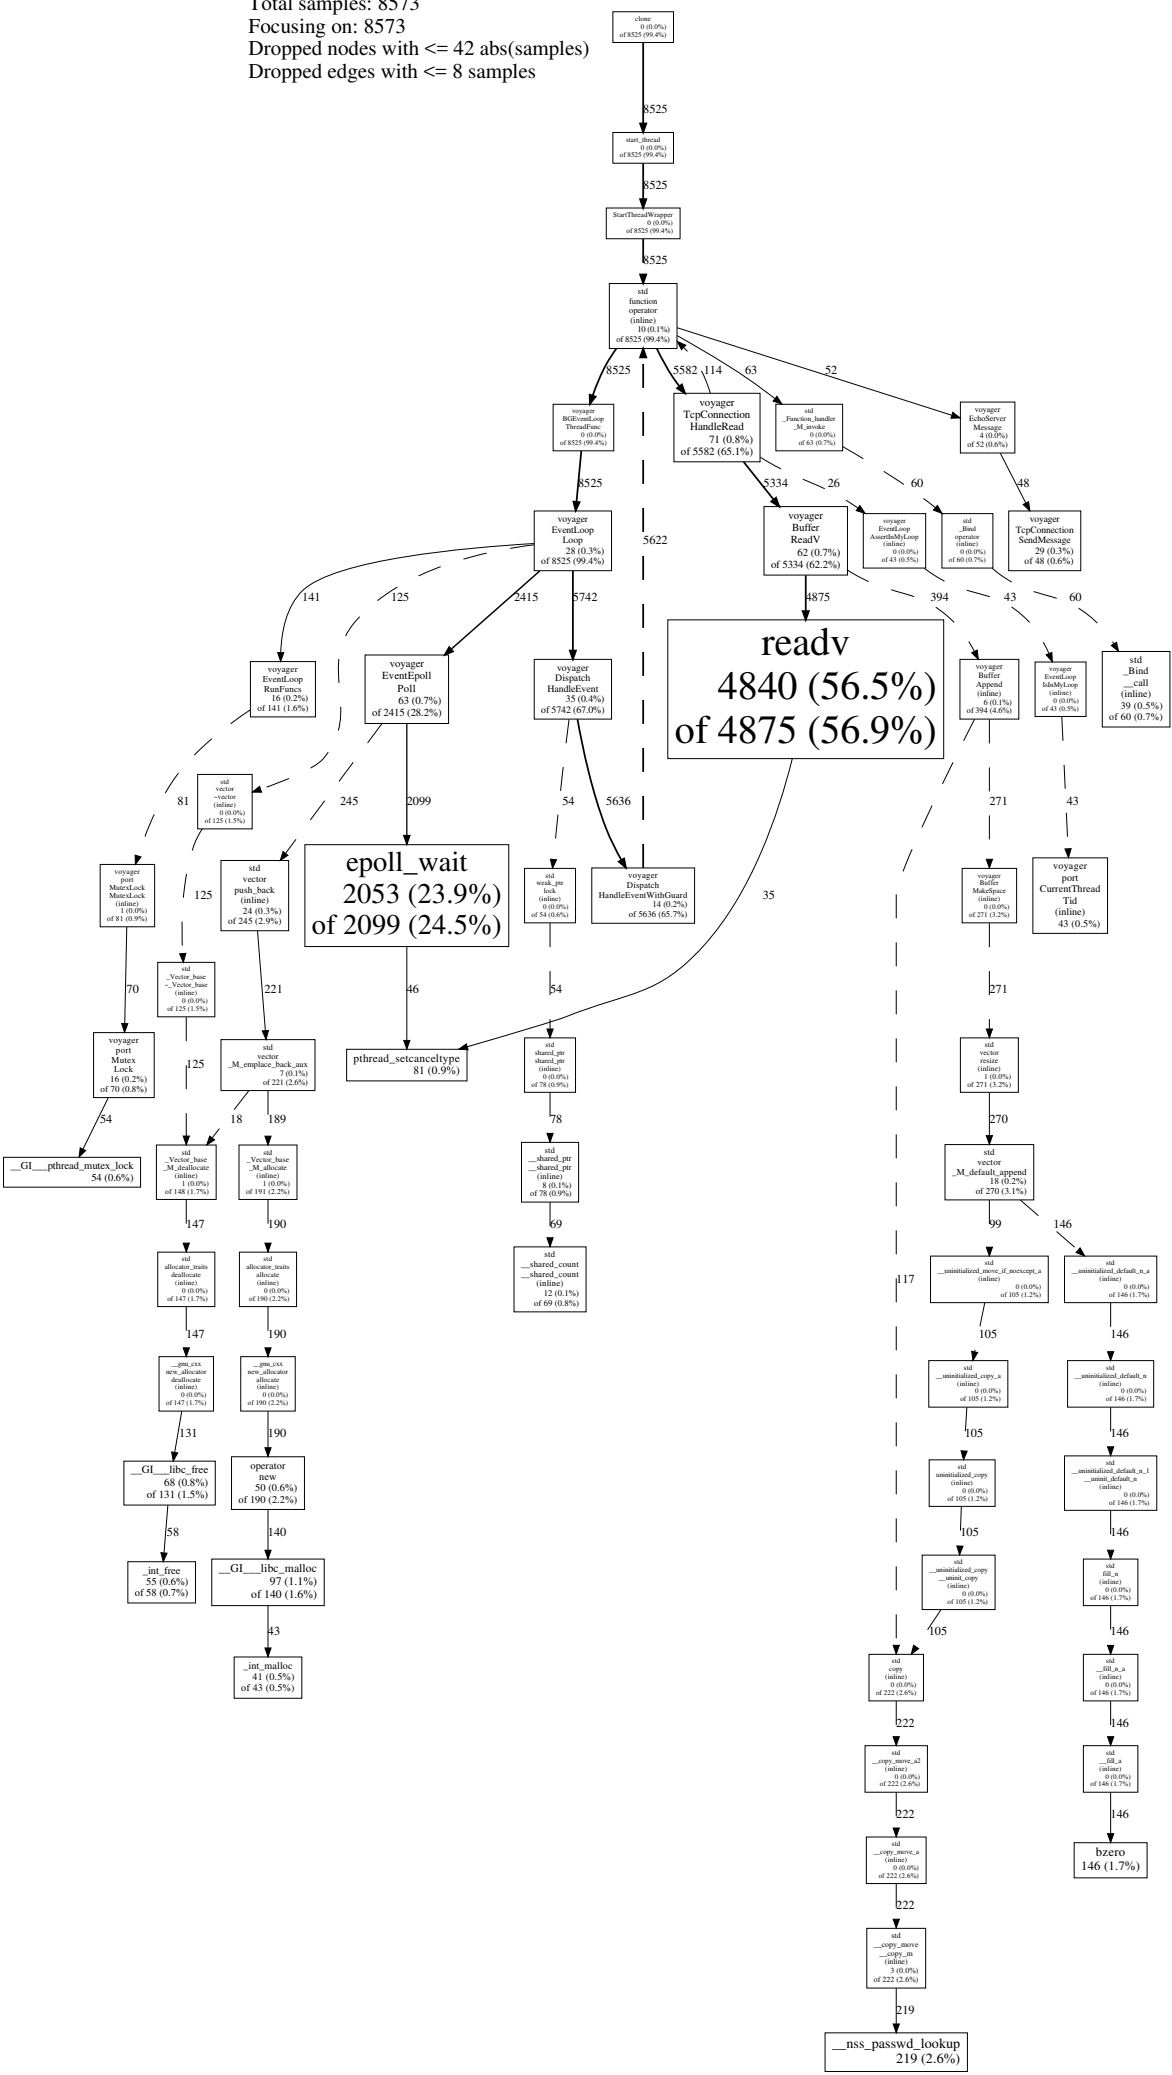 Total samples: 8573
Focusing on: 8573
Dropped nodes with <= 42 abs(samples)
Dropped edges with <= 8 samples
clone
0 (0.0%)
of 8525 (99.4%)
8525
start_thread
0 (0.0%)
of 8525 (99.4%)
8525
StartThreadWrapper
0 (0.0%)
of 8525 (99.4%)
8525
std
function
operator
(inline)
10 (0.1%)
of 8525 (99.4%)
8525
5582
114
63
52
voyager
BGEventLoop
ThreadFunc
0 (0.0%)
of 8525 (99.4%)
voyager
TcpConnection
HandleRead
71 (0.8%)
of 5582 (65.1%)
std
_Function_handler
_M_invoke
0 (0.0%)
of 63 (0.7%)
voyager
EchoServer
Message
4 (0.0%)
of 52 (0.6%)
8525
5334
26
60
48
voyager
EventLoop
Loop
28 (0.3%)
of 8525 (99.4%)
5622
voyager
Buffer
ReadV
62 (0.7%)
of 5334 (62.2%)
voyager
EventLoop
AssertInMyLoop
(inline)
0 (0.0%)
of 43 (0.5%)
std
_Bind
operator
(inline)
0 (0.0%)
of 60 (0.7%)
voyager
TcpConnection
SendMessage
29 (0.3%)
of 48 (0.6%)
141
125
2415
5742
4875
394
43
60
voyager
EventLoop
RunFuncs
16 (0.2%)
of 141 (1.6%)
voyager
EventEpoll
Poll
63 (0.7%)
of 2415 (28.2%)
voyager
Dispatch
HandleEvent
35 (0.4%)
of 5742 (67.0%)
readv
4840 (56.5%)
of 4875 (56.9%)
voyager
Buffer
Append
(inline)
6 (0.1%)
of 394 (4.6%)
voyager
EventLoop
IsInMyLoop
(inline)
0 (0.0%)
of 43 (0.5%)
std
_Bind
__call
(inline)
39 (0.5%)
of 60 (0.7%)
81
std
vector
~vector
(inline)
0 (0.0%)
of 125 (1.5%)
245
2099
54
5636
271
43
voyager
port
MutexLock
MutexLock
(inline)
1 (0.0%)
of 81 (0.9%)
125
std
vector
push_back
(inline)
24 (0.3%)
of 245 (2.9%)
epoll_wait
2053 (23.9%)
of 2099 (24.5%)
std
weak_ptr
lock
(inline)
0 (0.0%)
of 54 (0.6%)
voyager
Dispatch
HandleEventWithGuard
14 (0.2%)
of 5636 (65.7%)
35
voyager
Buffer
MakeSpace
(inline)
0 (0.0%)
of 271 (3.2%)
voyager
port
CurrentThread
Tid
(inline)
43 (0.5%)
70
std
_Vector_base
~_Vector_base
(inline)
0 (0.0%)
of 125 (1.5%)
221
46
54
271
voyager
port
Mutex
Lock
16 (0.2%)
of 70 (0.8%)
125
std
vector
_M_emplace_back_aux
7 (0.1%)
of 221 (2.6%)
pthread_setcanceltype
81 (0.9%)
std
shared_ptr
shared_ptr
(inline)
0 (0.0%)
of 78 (0.9%)
std
vector
resize
(inline)
1 (0.0%)
of 271 (3.2%)
54
18
189
78
270
__GI___pthread_mutex_lock
54 (0.6%)
std
_Vector_base
_M_deallocate
(inline)
1 (0.0%)
of 148 (1.7%)
std
_Vector_base
_M_allocate
(inline)
1 (0.0%)
of 191 (2.2%)
std
__shared_ptr
__shared_ptr
(inline)
8 (0.1%)
of 78 (0.9%)
std
vector
_M_default_append
18 (0.2%)
of 270 (3.1%)
147
190
69
99
146
std
allocator_traits
deallocate
(inline)
0 (0.0%)
of 147 (1.7%)
std
allocator_traits
allocate
(inline)
0 (0.0%)
of 190 (2.2%)
std
__shared_count
__shared_count
(inline)
12 (0.1%)
of 69 (0.8%)
117
std
__uninitialized_move_if_noexcept_a
(inline)
0 (0.0%)
of 105 (1.2%)
std
__uninitialized_default_n_a
(inline)
0 (0.0%)
of 146 (1.7%)
147
190
105
146
__gnu_cxx
new_allocator
deallocate
(inline)
0 (0.0%)
of 147 (1.7%)
__gnu_cxx
new_allocator
allocate
(inline)
0 (0.0%)
of 190 (2.2%)
std
__uninitialized_copy_a
(inline)
0 (0.0%)
of 105 (1.2%)
std
__uninitialized_default_n
(inline)
0 (0.0%)
of 146 (1.7%)
131
190
105
146
__GI___libc_free
68 (0.8%)
of 131 (1.5%)
operator
new
50 (0.6%)
of 190 (2.2%)
std
uninitialized_copy
(inline)
0 (0.0%)
of 105 (1.2%)
std
__uninitialized_default_n_1
__uninit_default_n
(inline)
0 (0.0%)
of 146 (1.7%)
58
140
105
146
_int_free
55 (0.6%)
of 58 (0.7%)
__GI___libc_malloc
97 (1.1%)
of 140 (1.6%)
std
__uninitialized_copy
__uninit_copy
(inline)
0 (0.0%)
of 105 (1.2%)
std
fill_n
(inline)
0 (0.0%)
of 146 (1.7%)
43
105
146
_int_malloc
41 (0.5%)
of 43 (0.5%)
std
copy
(inline)
0 (0.0%)
of 222 (2.6%)
std
__fill_n_a
(inline)
0 (0.0%)
of 146 (1.7%)
222
146
std
__copy_move_a2
(inline)
0 (0.0%)
of 222 (2.6%)
std
__fill_a
(inline)
0 (0.0%)
of 146 (1.7%)
222
146
std
__copy_move_a
(inline)
0 (0.0%)
of 222 (2.6%)
bzero
146 (1.7%)
222
std
__copy_move
__copy_m
(inline)
3 (0.0%)
of 222 (2.6%)
219
__nss_passwd_lookup
219 (2.6%)